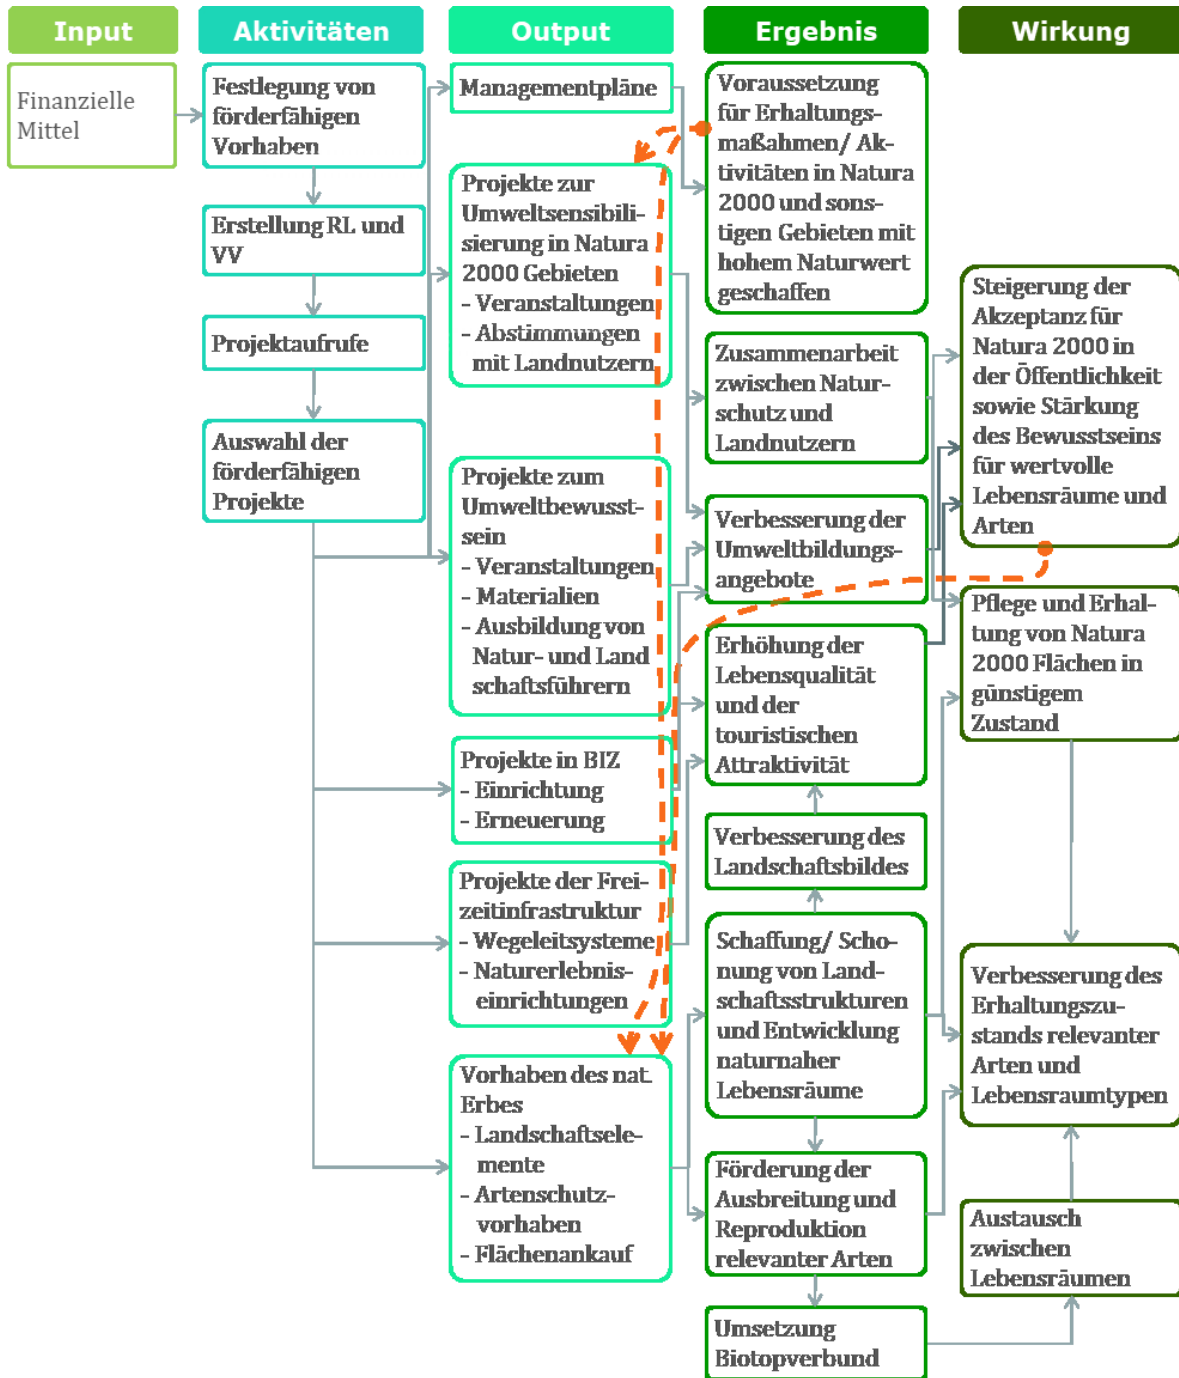 Input
Aktivitäten
Output
Ergebnis
Wirkung
Finanzielle
Mittel
Festlegung von
förderfähigen
Vorhaben
Erstellung RL und
VV
Projektaufrufe
Auswahl der
förderfähigen
Projekte
Managementpläne
Projekte zur
Umweltsensibili-
sierung in Natura
2000 Gebieten
- Veranstaltungen
- Abstimmungen
mit Landnutzern
Projekte zum
Umweltbewusst-
sein
- Veranstaltungen
- Materialien
- Ausbildung von
Natur- und Land
schaftsführern
Projekte in BIZ
- Einrichtung
- Erneuerung
Projekte der Frei-
zeitinfrastruktur
- Wegeleitsysteme
- Naturerlebnis-
einrichtungen
Vorhaben des nat.
Erbes
- Landschaftsele-
mente
- Artenschutz-
vorhaben
- Flächenankauf
Voraussetzung
für Erhaltungs-
maßahmen/ Ak-
tivitäten in Natura
2000 und sons-
tigen Gebieten mit
hohem Naturwert
geschaffen
Zusammenarbeit
zwischen Natur-
schutz und
Landnutzern
Verbesserung der
Umweltbildungs-
angebote
Erhöhung der
Lebensqualität
und der
touristischen
Attraktivität
Verbesserung des
Landschaftsbildes
Schaffung/ Scho-
nung von Land-
schaftsstrukturen
und Entwicklung
naturnaher
Lebensräume
Förderung der
Ausbreitung und
Reproduktion
relevanter Arten
Umsetzung
Biotopverbund
Steigerung der
Akzeptanz für
Natura 2000 in
der Öffentlichkeit
sowie Stärkung
des Bewusstseins
für wertvolle
Lebensräume und
Arten
Pflege und Erhal-
tung von Natura
2000 Flächen in
günstigem
Zustand
Verbesserung des
Erhaltungszu-
stands relevanter
Arten und
Lebensraumtypen
Austausch
zwischen
Lebensräumen